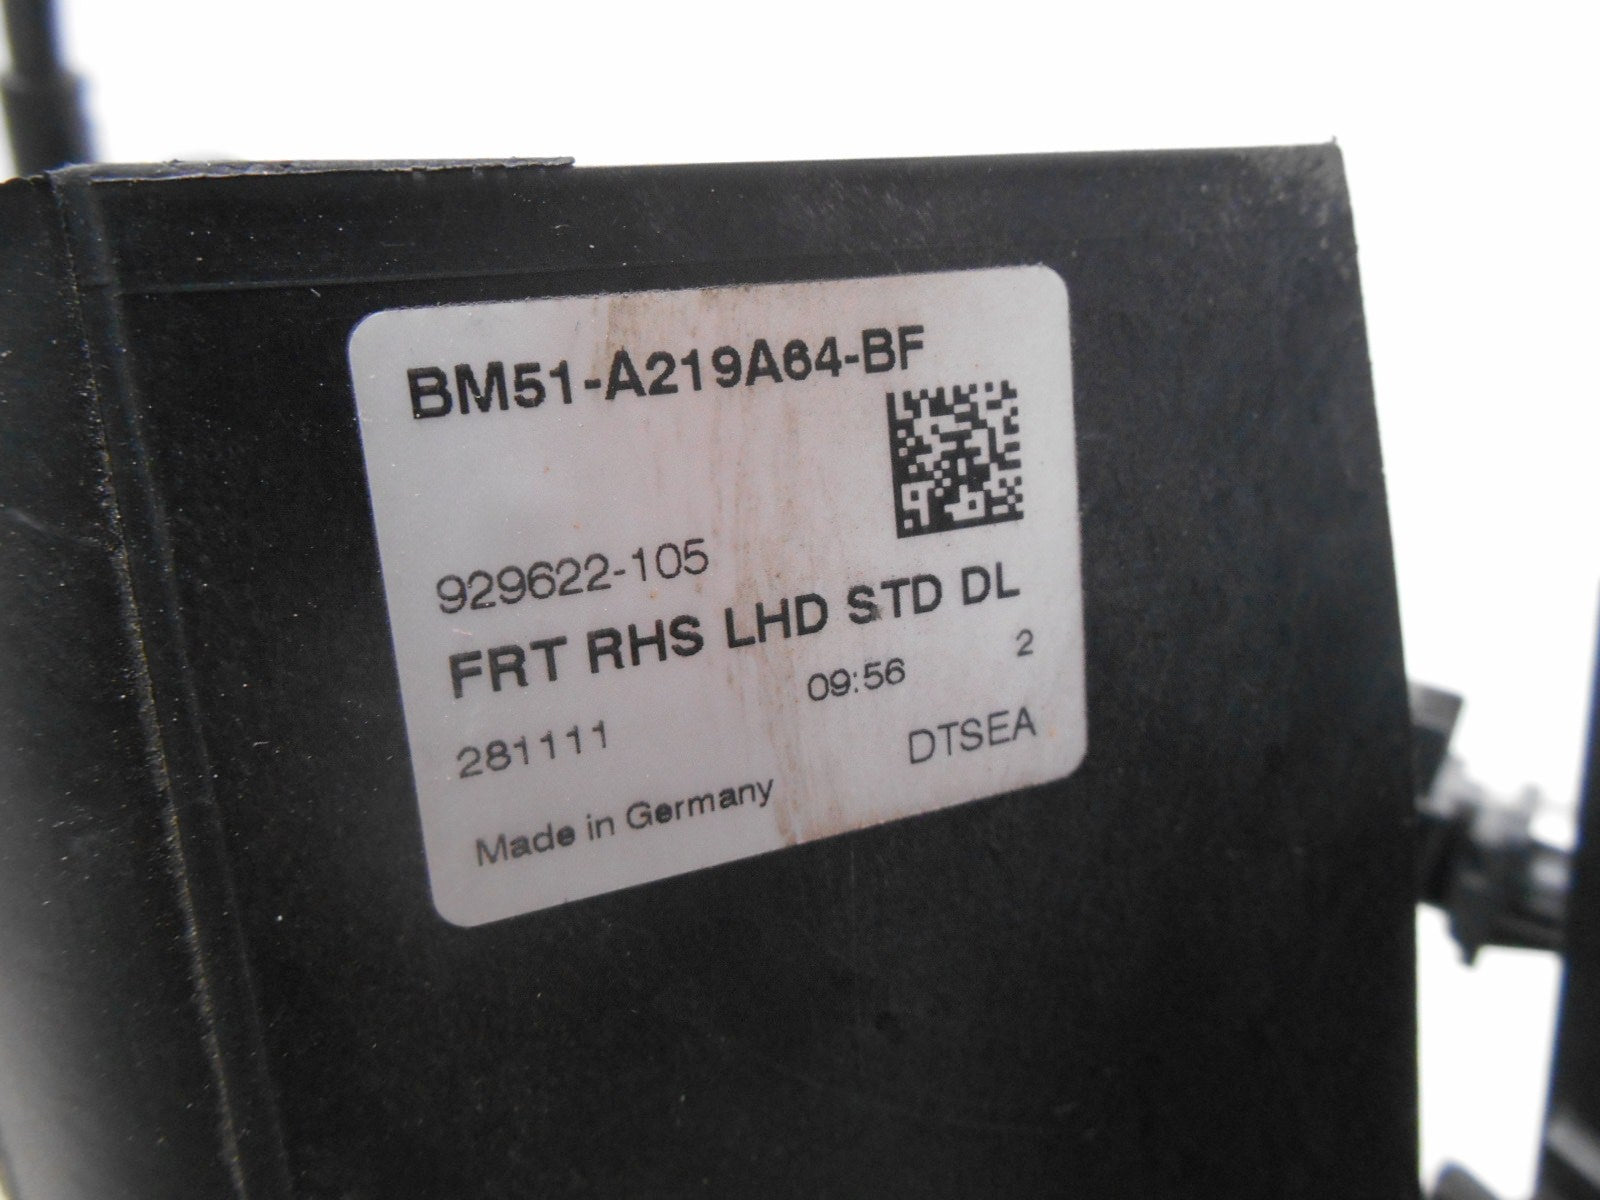 BM51-A219A64-BF
929622-105
FRT RHS LHD STD DL
281111 09:56 2
Made in Germany DTSEA